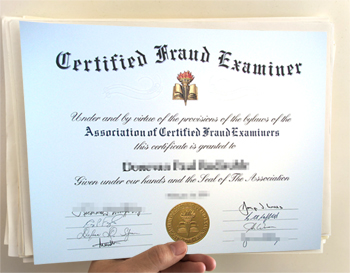 Certified Fraud Examiner
Under and by virtue of the provisions of the bylaws of the
Association of Certified Fraud Examiners
this certificate is granted to
Given under our hands and the Seal of The Association